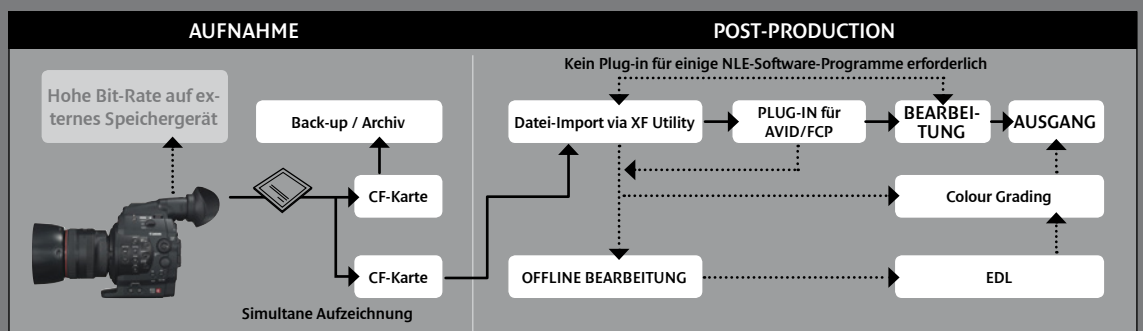 AUFNAHME
POST-PRODUCTION
Kein Plug-in für einige NLE-Software-Programme erforderlich
Hohe Bit-Rate auf ex-
ternes Speichergerät
Back-up / Archiv
Datei-Import via XF Utility
PLUG-IN für
AVID/FCP
BEARBEI-
TUNG
AUSGANG
CF-Karte
Colour Grading
CF-Karte
OFFLINE BEARBEITUNG
EDL
Simultane Aufzeichnung